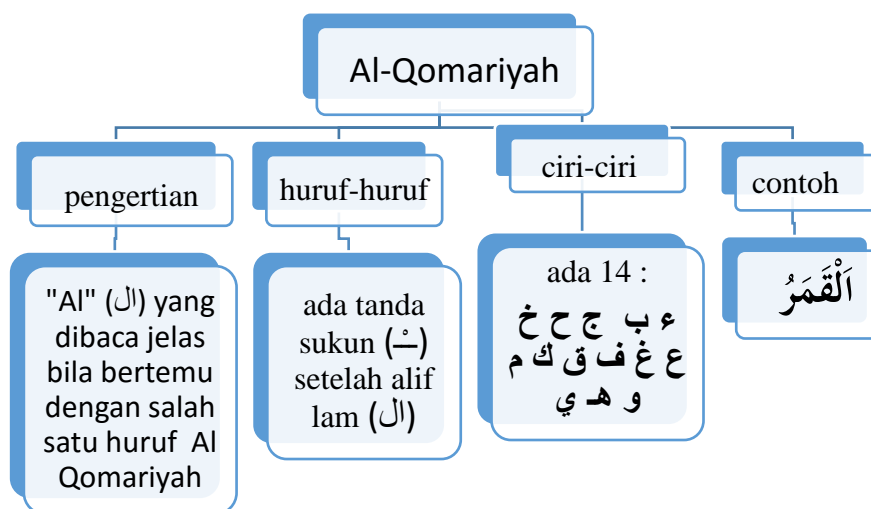 Al-Qomariyah
pengertian
huruf-huruf
ciri-ciri
contoh
"Al" (ال) yang
dibaca jelas
bila bertemu
dengan salah
satu huruf Al
Qomariyah
ada tanda
sukun (ـْ)
setelah alif
lam (ال)
ada 14 :
ء ب ج ح خ
ع غ ف ق ك م
و هـ ي
اَلْقَمَرُ